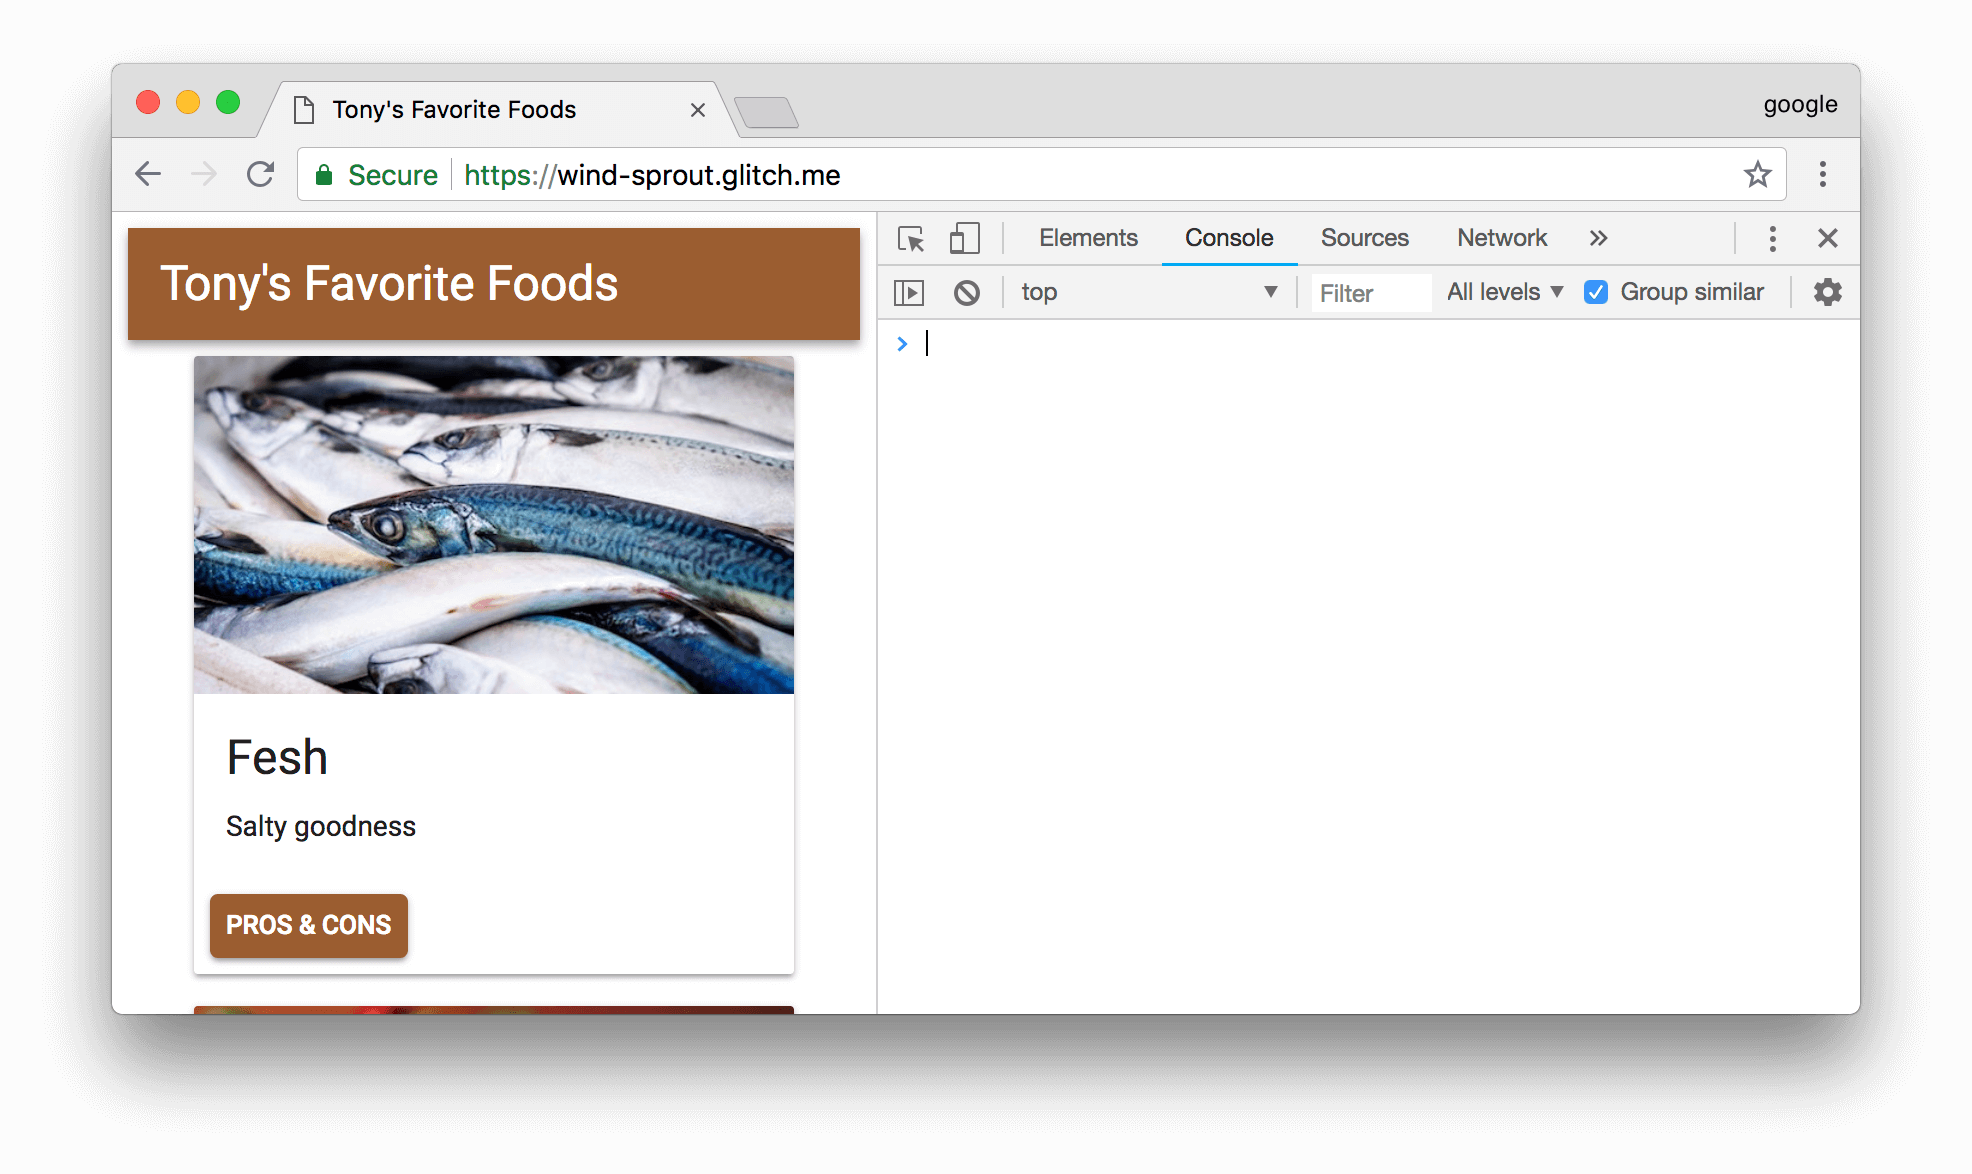 Tony's Favorite Foods
google
Secure https://wind-sprout.glitch.me
Tony's Favorite Foods
Fesh
Salty goodness
PROS & CONS
Elements Console Sources Network
top Filter All levels Group similar